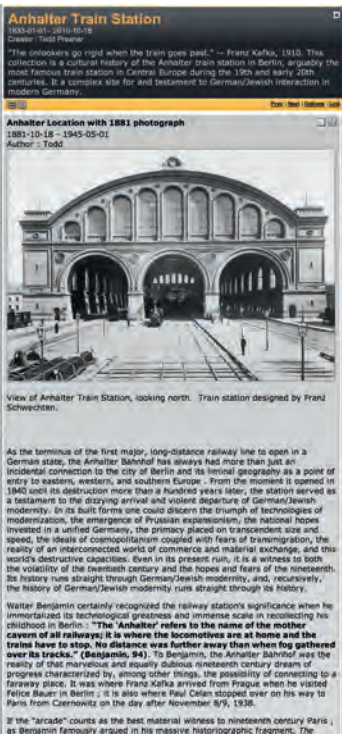 Anhalter Train Station
1833-01-01 - 2010-10-18
Creator : Todd Presner
"The onlookers go rigid when the train goes past." -- Franz Kafka, 1910. This
collection is a cultural history of the Anhalter train station in Berlin, arguably the
most famous train station in Central Europe during the 19th and early 20th
centuries. It a complex site for and testament to German/Jewish interaction in
modern Germany.
Anhalter Location with 1881 photograph
1881-10-18 - 1945-05-01
Author : Todd
View of Anhalter Train Station, looking north. Train station designed by Franz
Schwechten.
As the terminus of the first major, long-distance railway line to open in a
German state, the Anhalter Bahnhof has always had more than just an
incidental connection to the city of Berlin and its liminal geography as a point of
entry to eastern, western, and southern Europe . From the moment it opened in
1840 until its destruction more than a hundred years later, the station served as
a testament to the dizzying arrival and violent departure of German/Jewish
modernity. In its built forms one could discern the triumph of technologies of
modernization, the emergence of Prussian expansionism, the national hopes
invested in a unified Germany, the primacy placed on transcendent size and
speed, the ideals of cosmopolitanism coupled with fears of transmigration, the
reality of an interconnected world of commerce and material exchange, and this
world's destructive capacities. Even in its present ruin, it is a witness to both
the volatility of the twentieth century and the hopes and fears of the nineteenth.
Its history runs straight through German/Jewish modernity, and, recursively,
the history of German/Jewish modernity runs straight through its history.
Walter Benjamin certainly recognized the railway station's significance when he
immortalized its technological greatness and immense scale in recollecting his
childhood in Berlin : "The 'Anhalter' refers to the name of the mother
cavern of all railways; it is where the locomotives are at home and the
trains have to stop. No distance was further away than when fog gathered
over its tracks." (Benjamin, 94). To Benjamin, the Anhalter Bahnhof was the
reality of that marvelous and equally dubious nineteenth century dream of
progress characterized by, among other things, the possibility of connecting to a
faraway place. It was where Franz Kafka arrived from Prague when he visited
Felice Bauer in Berlin ; it is also where Paul Celan stopped over on his way to
Paris from Czernowitz on the day after November 8/9, 1938.
If the "arcade" counts as the best material witness to nineteenth century Paris ,
as Benjamin famously argued in his massive historiographic fragment, The